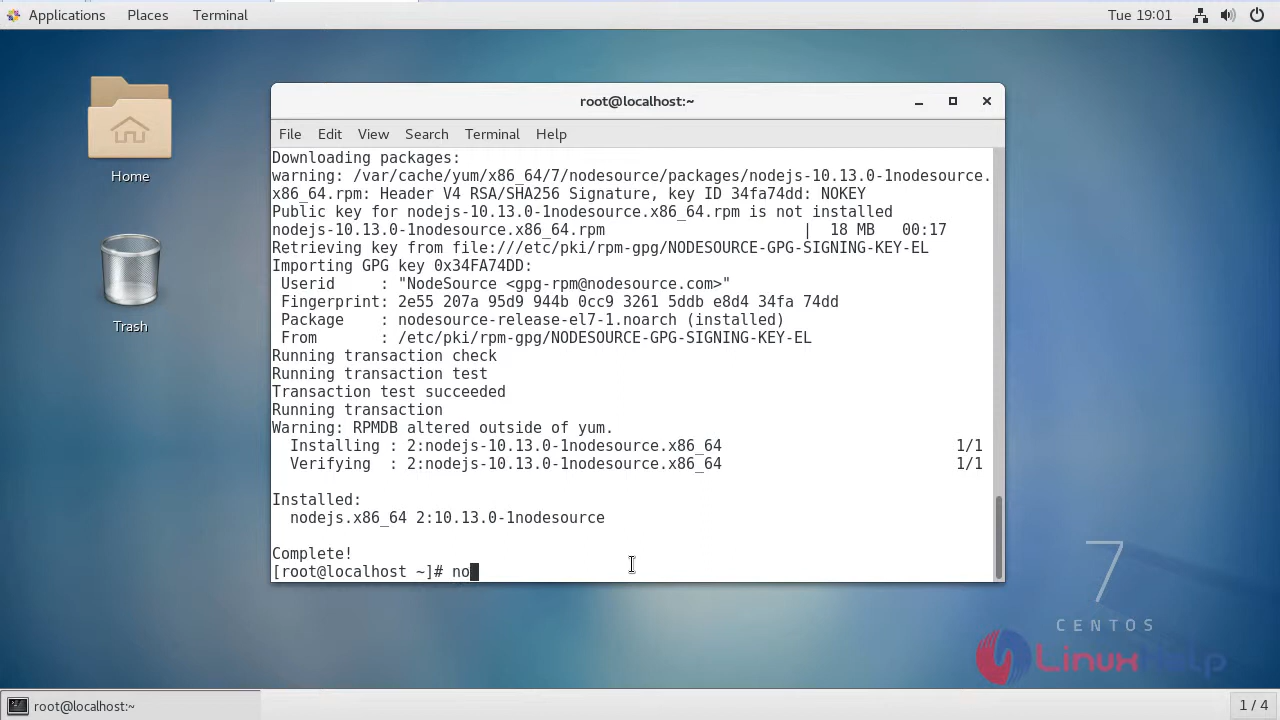 Applications Places Terminal Tue 19:01
root@localhost:~
File Edit View Search Terminal Help
Downloading packages:
warning: /var/cache/yum/x86_64/7/nodesource/packages/nodejs-10.13.0-1nodesource.
x86_64.rpm: Header V4 RSA/SHA256 Signature, key ID 34fa74dd: NOKEY
Public key for nodejs-10.13.0-1nodesource.x86_64.rpm is not installed
nodejs-10.13.0-1nodesource.x86_64.rpm | 18 MB 00:17
Retrieving key from file:///etc/pki/rpm-gpg/NODESOURCE-GPG-SIGNING-KEY-EL
Importing GPG key 0x34FA74DD:
Userid : "NodeSource <gpg-rpm@nodesource.com>"
Fingerprint: 2e55 207a 95d9 944b 0cc9 3261 5ddb e8d4 34fa 74dd
Package : nodesource-release-el7-1.noarch (installed)
From : /etc/pki/rpm-gpg/NODESOURCE-GPG-SIGNING-KEY-EL
Running transaction check
Running transaction test
Transaction test succeeded
Running transaction
Warning: RPMDB altered outside of yum.
Installing : 2:nodejs-10.13.0-1nodesource.x86_64 1/1
Verifying : 2:nodejs-10.13.0-1nodesource.x86_64 1/1
Installed:
nodejs.x86_64 2:10.13.0-1nodesource
Complete!
[root@localhost ~]# no
Home
Trash
7
CENTOS
LinuxHelp
root@localhost:~
1 / 4